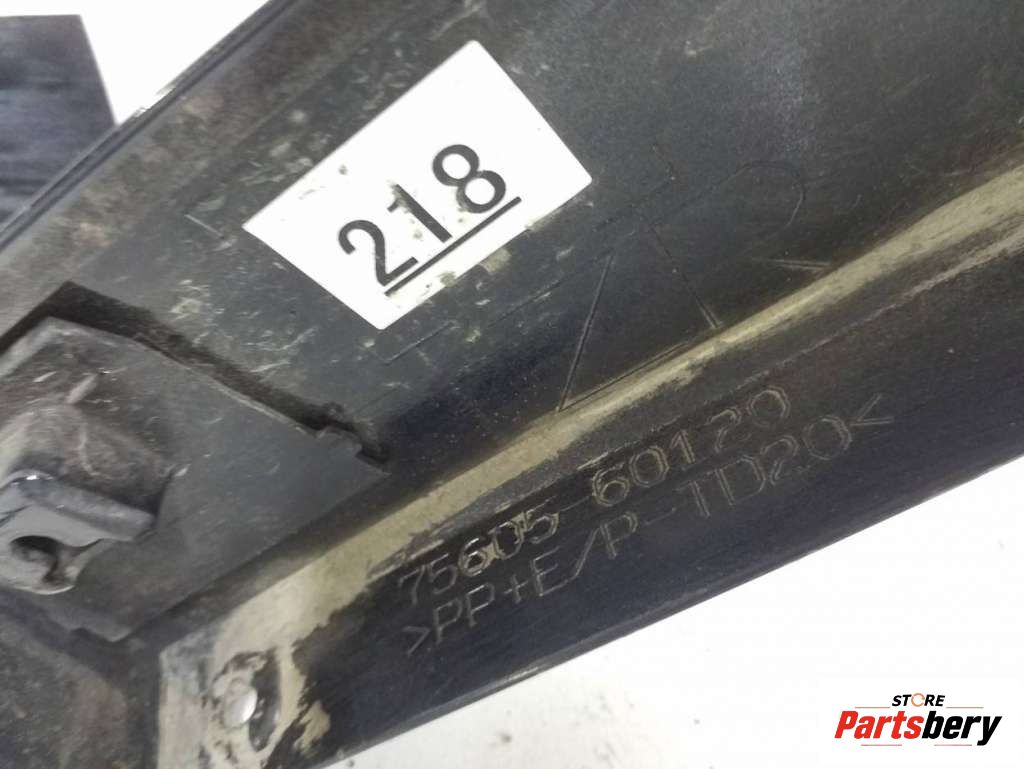 218
75605-60120
>PP+E/P-TD20<
STORE
Partsbery